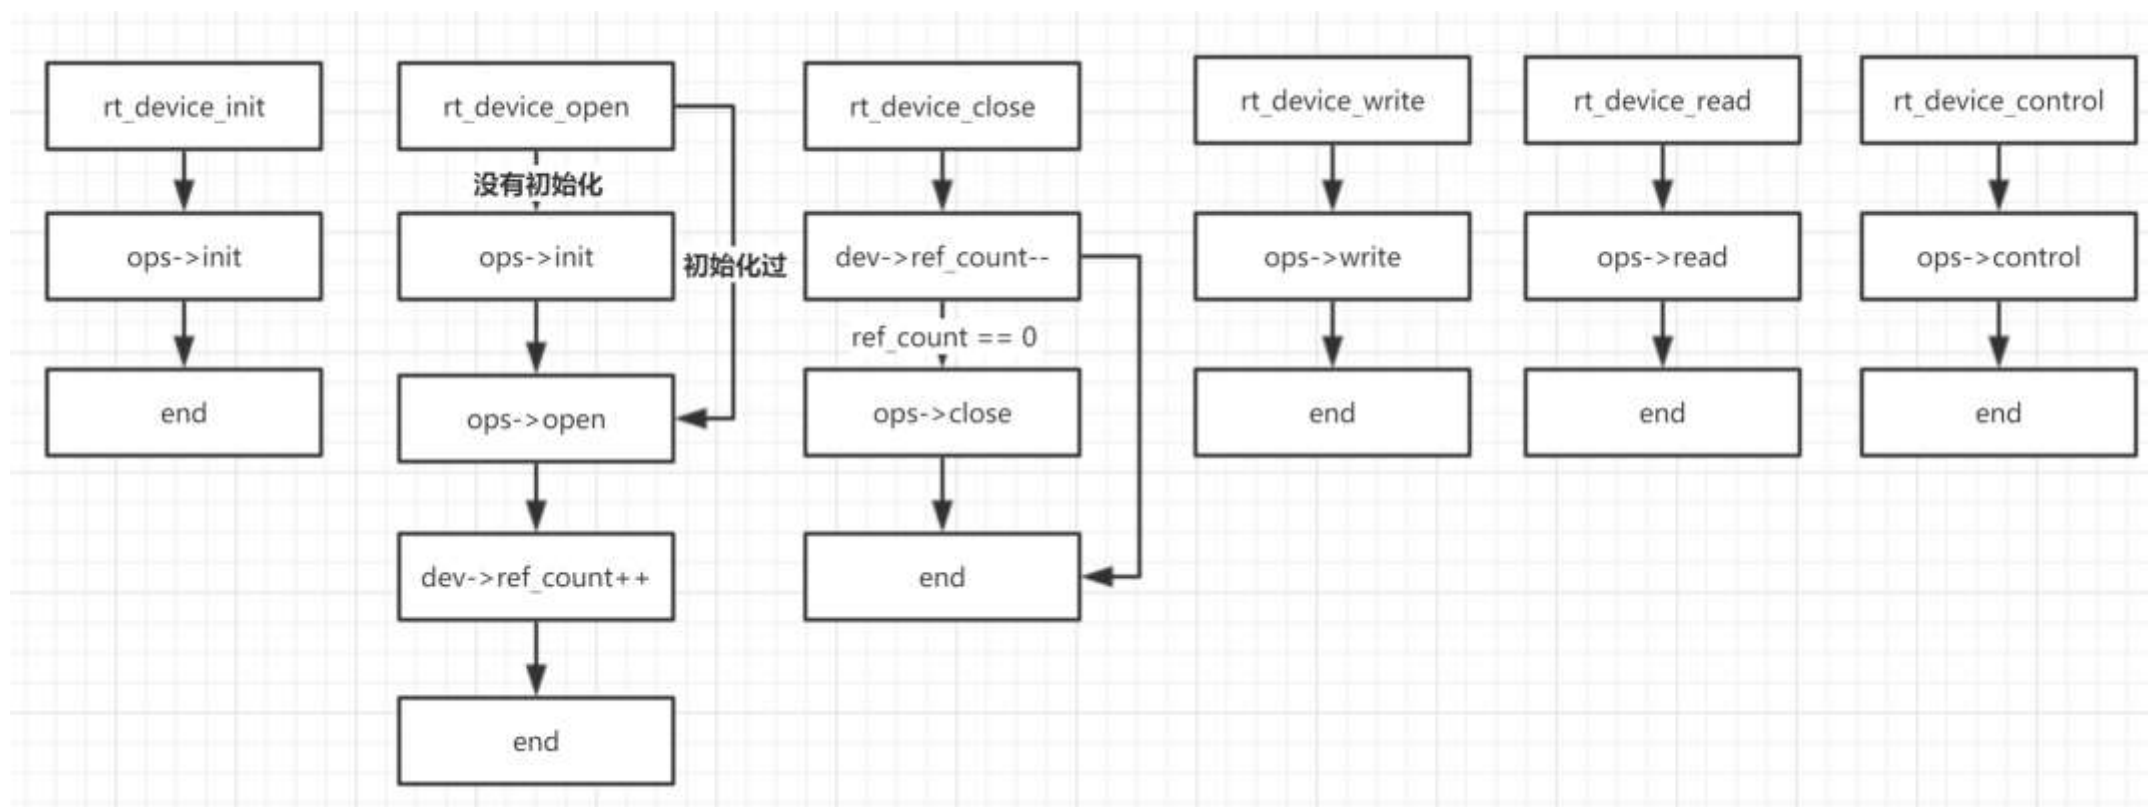 rt_device_init
ops->init
end
rt_device_open
没有初始化
ops->init
初始化过
ops->open
dev->ref_count++
end
rt_device_close
dev->ref_count--
ref_count == 0
ops->close
end
rt_device_write
ops->write
end
rt_device_read
ops->read
end
rt_device_control
ops->control
end